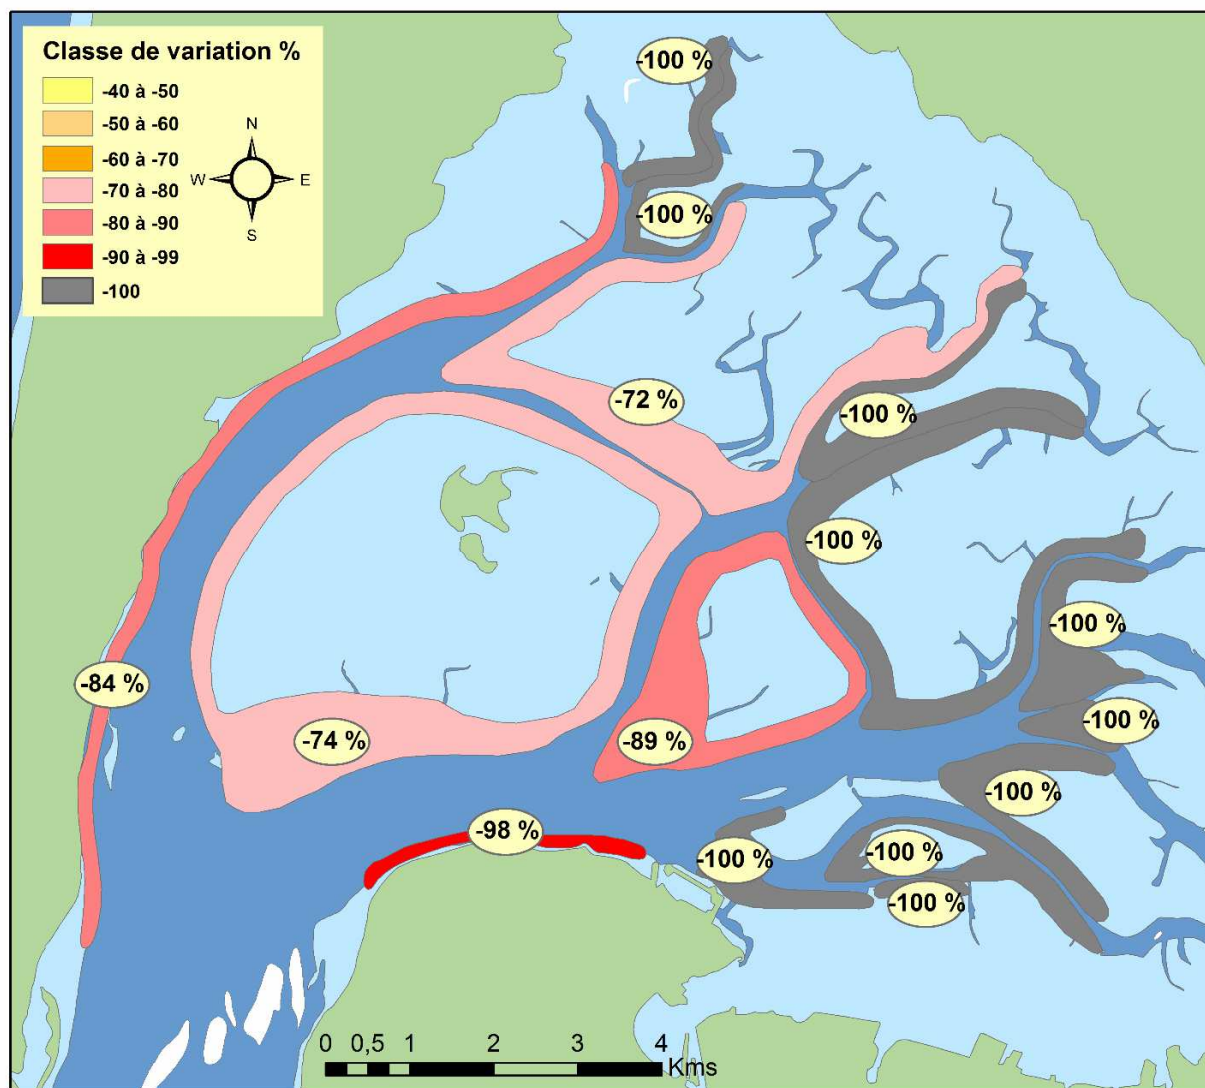 Classe de variation %
-40 à -50
-50 à -60
-60 à -70
-70 à -80
-80 à -90
-90 à -99
-100
N
W E
S
-100 %
-100 %
-72 %
-100 %
-100 %
-100 %
-84 %
-74 %
-89 %
-100 %
-100 %
-98 %
-100 %
-100 %
-100 %
0 0,5 1 2 3 4
Kms